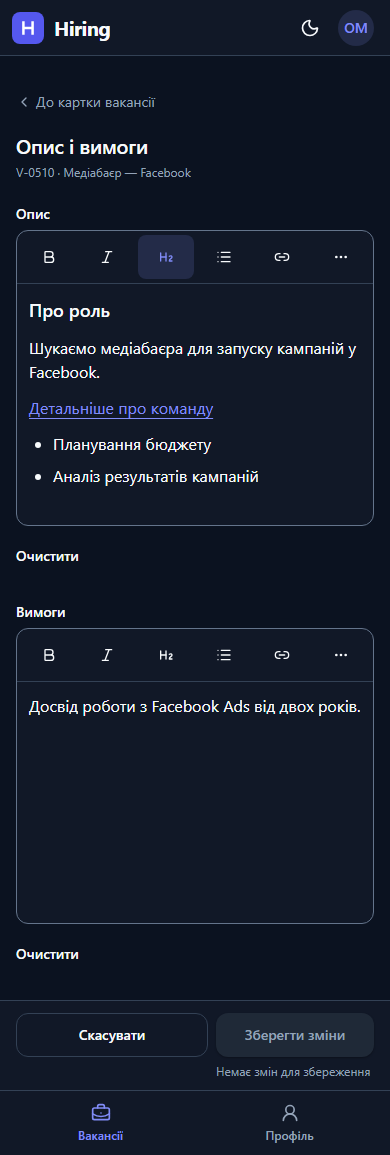 H Hiring OM
До картки вакансії
Опис і вимоги
V-0510 · Медіабаєр — Facebook
Опис
B I H2
Про роль
Шукаємо медіабаєра для запуску кампаній у
Facebook.
Детальніше про команду
• Планування бюджету
• Аналіз результатів кампаній
Очистити
Вимоги
B I H2
Досвід роботи з Facebook Ads від двох років.
Очистити
Скасувати Зберегти зміни
Немає змін для збереження
Вакансії Профіль